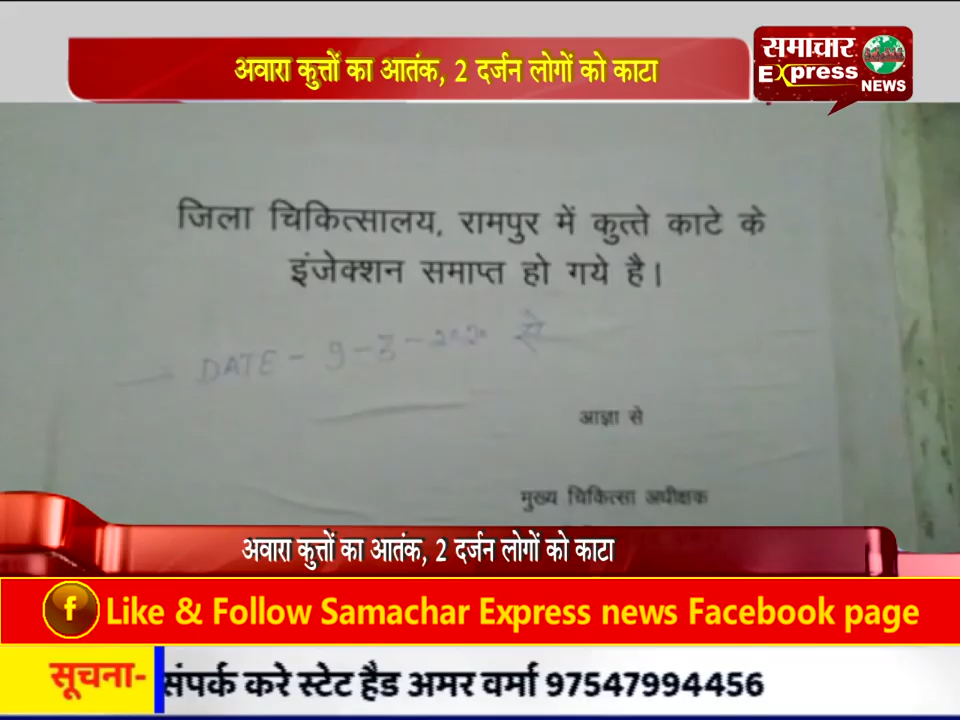 अवारा कुत्तों का आतंक, 2 दर्जन लोगों को काटा
समाचार
Express
NEWS
जिला चिकित्सालय, रामपुर में कुत्ते काटे के
इंजेक्शन समाप्त हो गये है।
DATE - 9-3-2020 से
आज्ञा से
मुख्य चिकित्सा अधीक्षक
अवारा कुत्तों का आतंक, 2 दर्जन लोगों को काटा
f Like & Follow Samachar Express news Facebook page
सूचना- संपर्क करे स्टेट हैड अमर वर्मा 97547994456